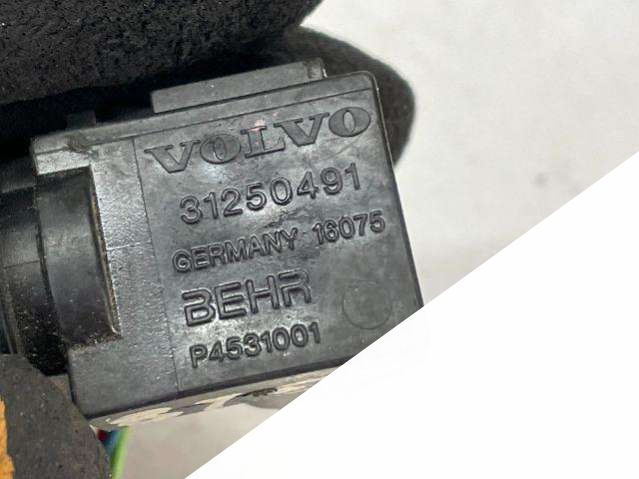 VOLVO
31250491
GERMANY 16075
BEHR
P4531001